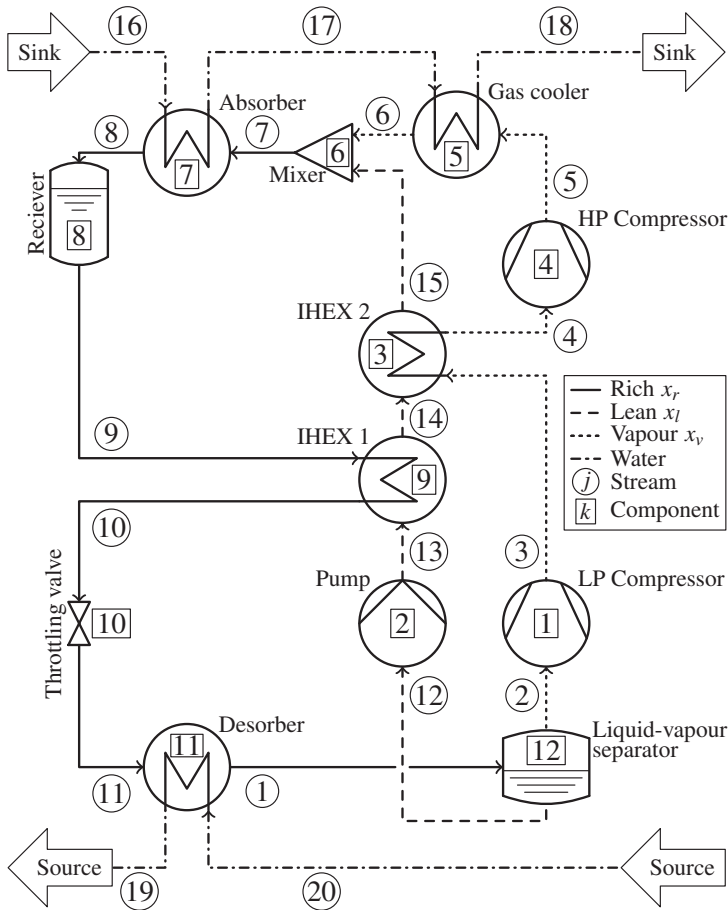 16 17 18
Sink Sink
Absorber Gas cooler
8 7 6
7 6 5
Mixer
Reciever
8
5
HP Compressor
4
15
IHEX 2
4
3
9 IHEX 1 14
9
Rich x_r
Lean x_l
Vapour x_v
Water
j Stream
k Component
10
13 3
Pump LP Compressor
Throttling valve
10 2 1
12 2
Desorber Liquid-vapour
separator
11 12
11 1
Source Source
19 20